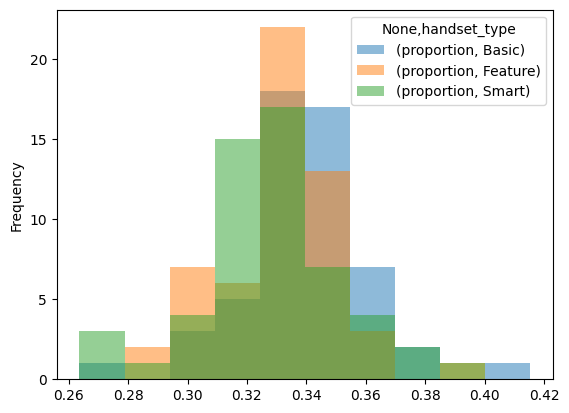 None,handset_type
(proportion, Basic)
(proportion, Feature)
(proportion, Smart)
Frequency
20
15
10
5
0
0.26 0.28 0.30 0.32 0.34 0.36 0.38 0.40 0.42